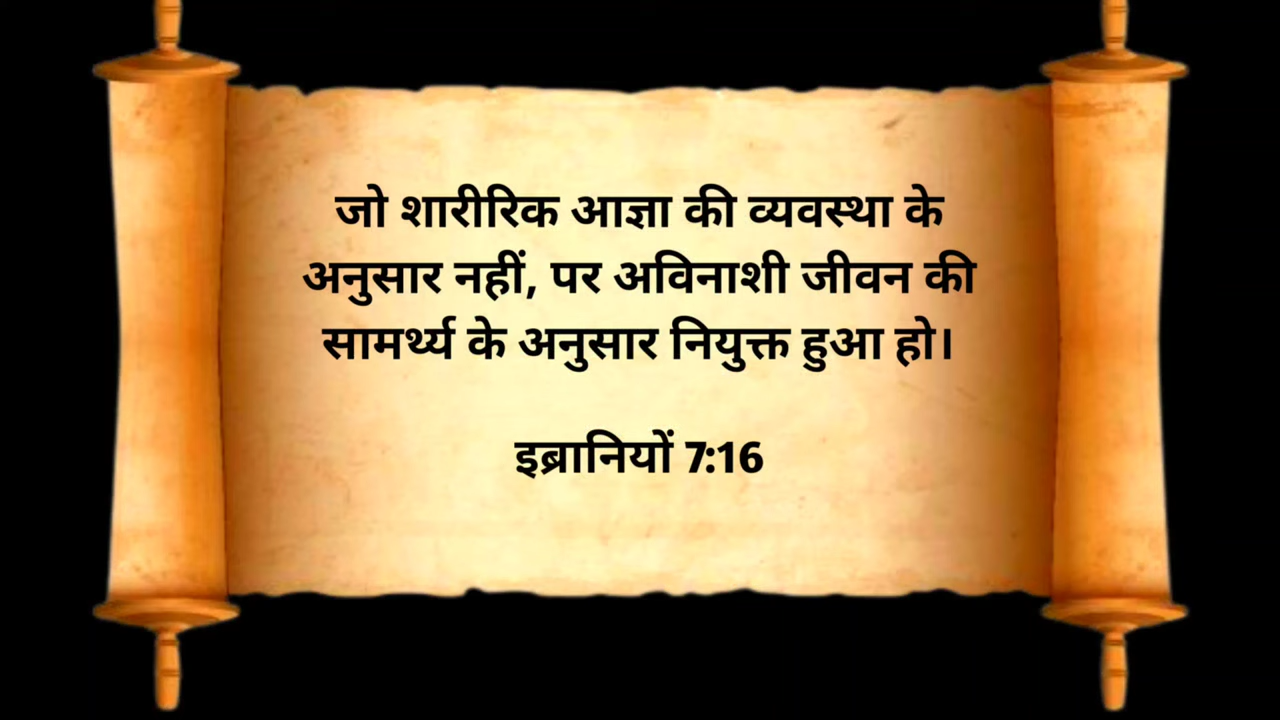 जो शारीरिक आज्ञा की व्यवस्था के
अनुसार नहीं, पर अविनाशी जीवन की
सामर्थ्य के अनुसार नियुक्त हुआ हो।
इब्रानियों 7:16